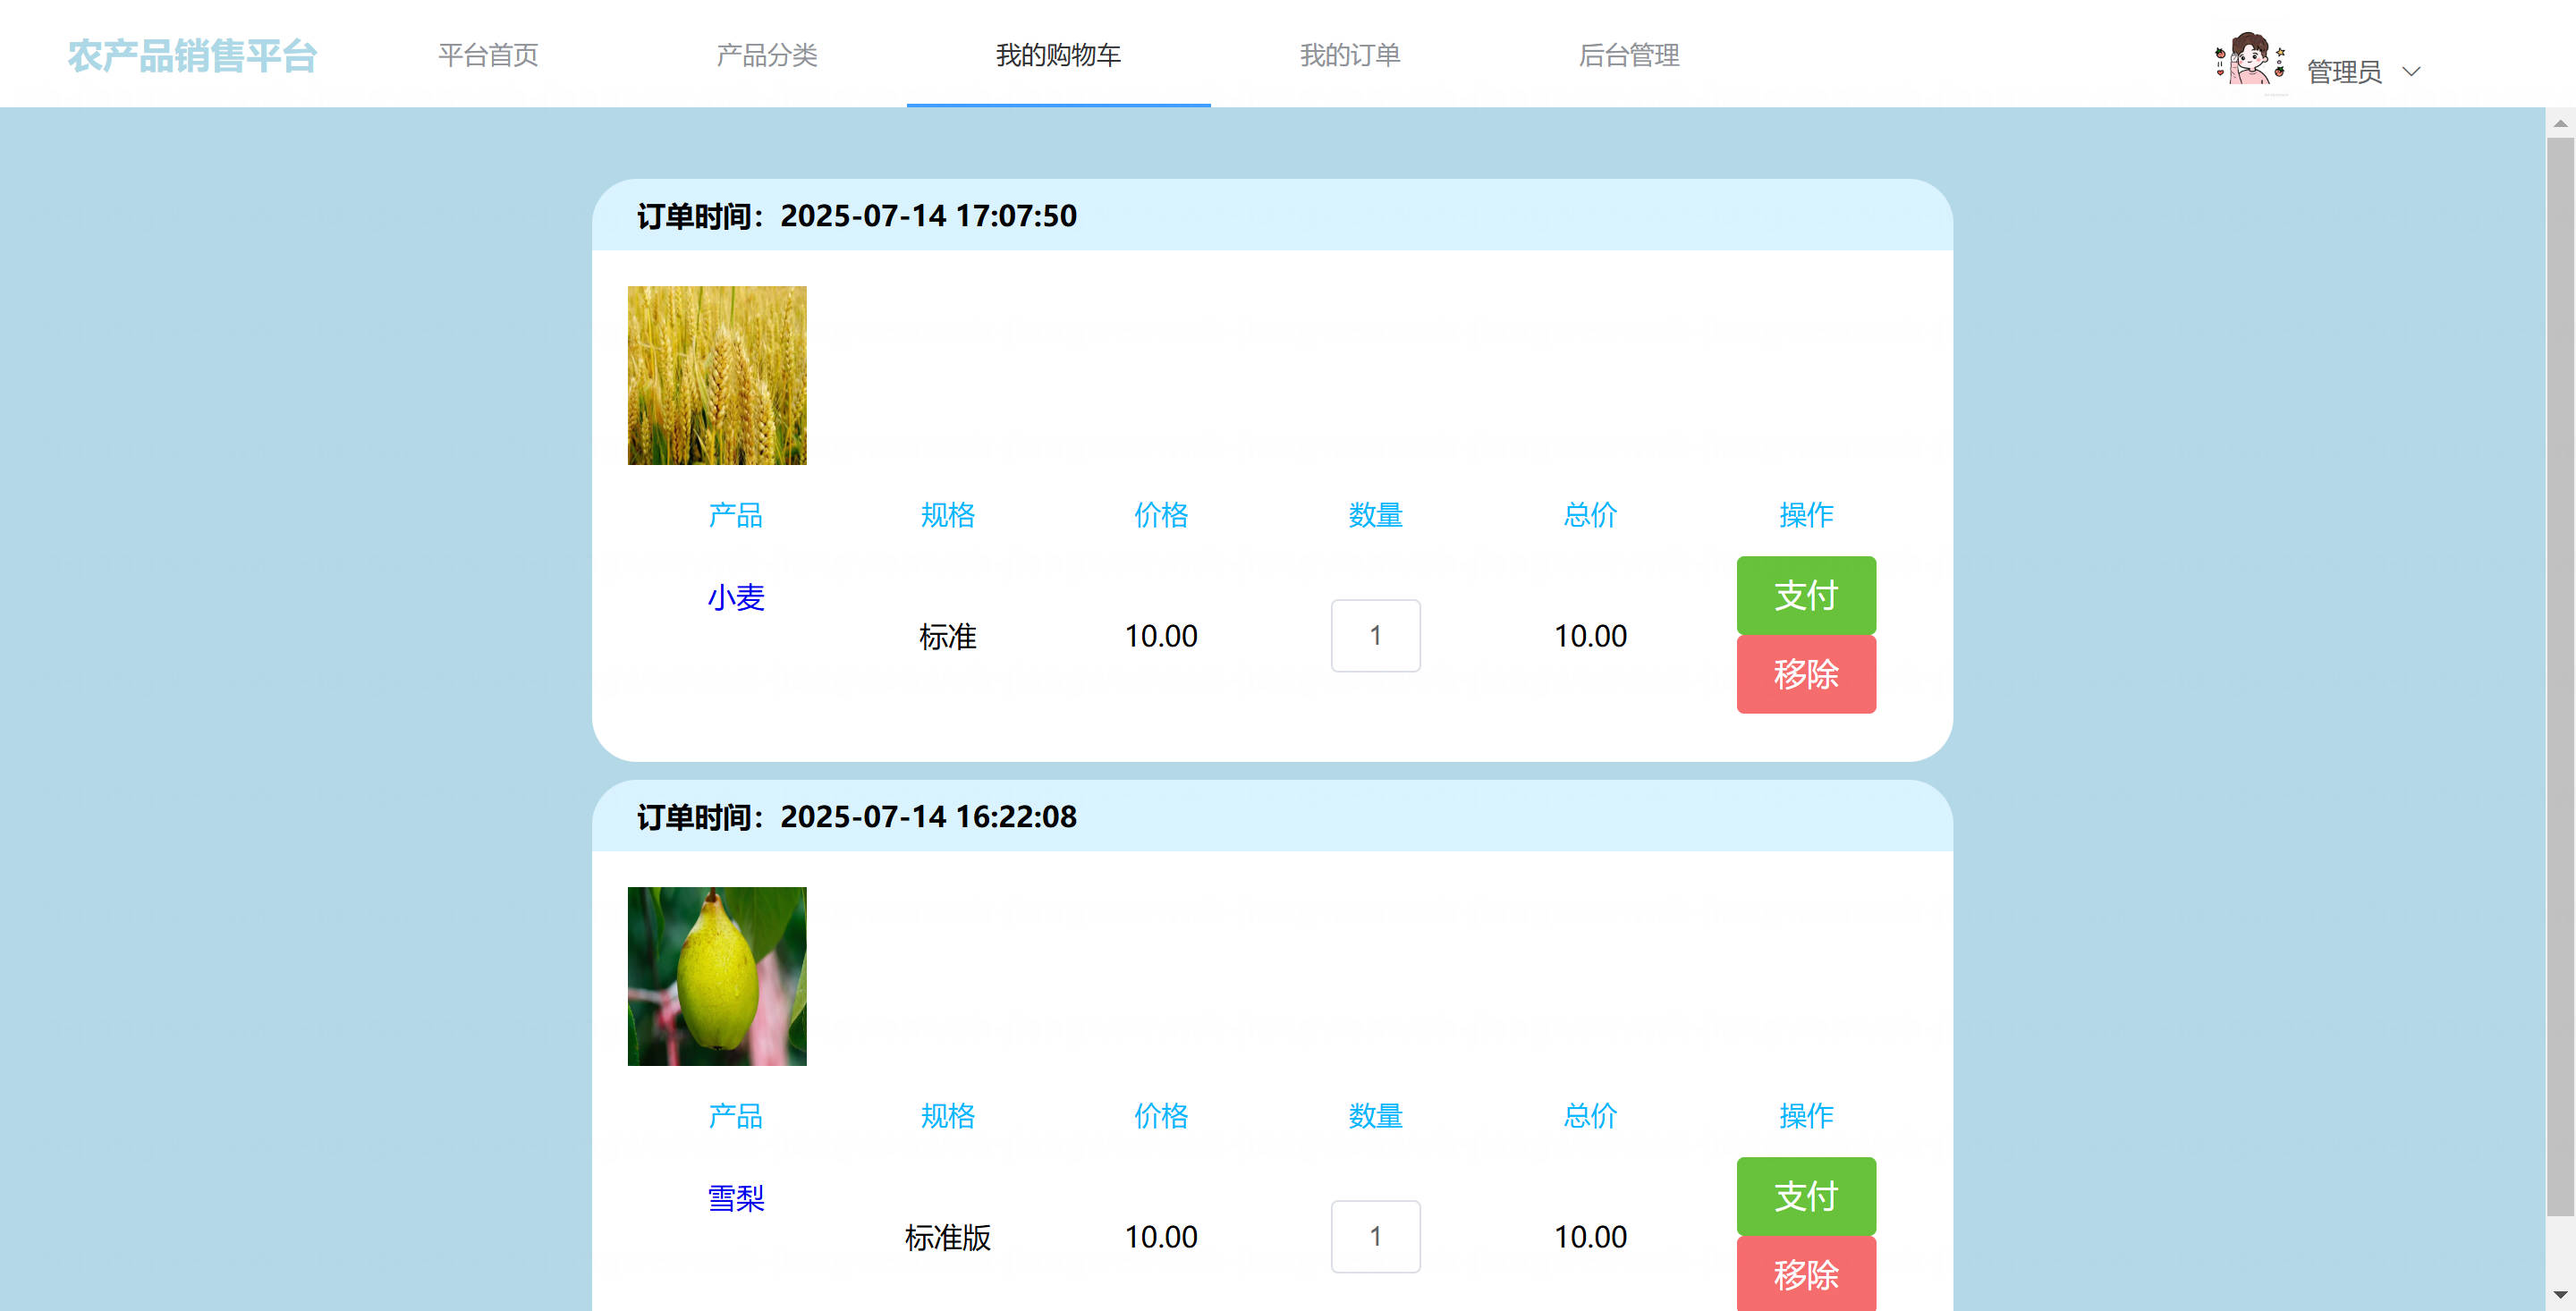 农产品销售平台 平台首页 产品分类 我的购物车 我的订单 后台管理 管理员
订单时间：2025-07-14 17:07:50
产品 规格 价格 数量 总价 操作
小麦 标准 10.00 1 10.00 支付
移除
订单时间：2025-07-14 16:22:08
产品 规格 价格 数量 总价 操作
雪梨 标准版 10.00 1 10.00 支付
移除